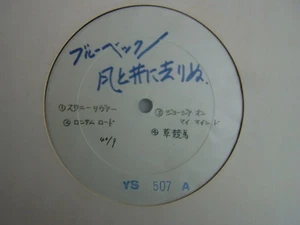 ブルーベック/
風と共に去りぬ.
①スワニー リヴァー
②ロンサム ロード
③ジョージア オン
マイ マインド
④草競馬
YS 507 A